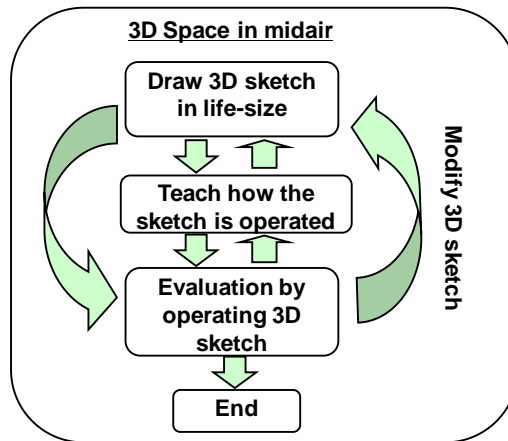 3D Space in midair
Draw 3D sketch
in life-size
Teach how the
sketch is operated
Modify 3D sketch
Evaluation by
operating 3D
sketch
End